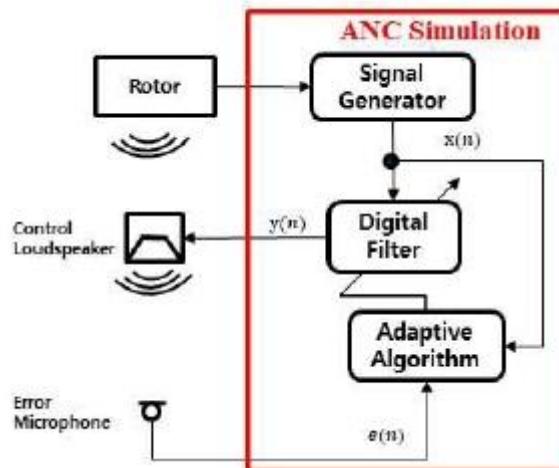 ANC Simulation
Rotor
Signal
Generator
x(n)
Control
Loudspeaker
y(n)
Digital
Filter
Adaptive
Algorithm
Error
Microphone
e(n)